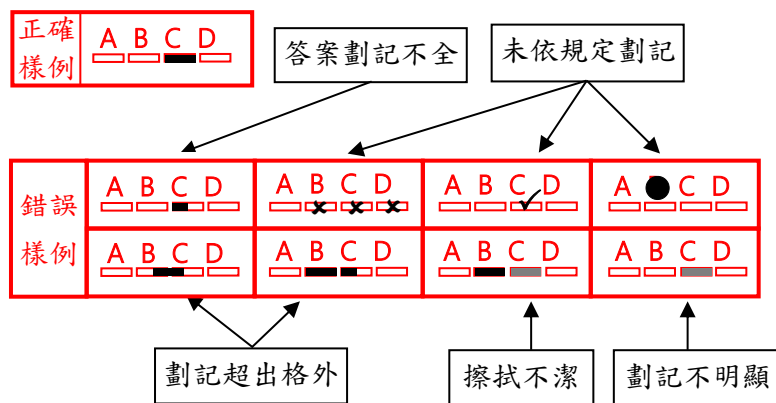 正確
樣例
A B C D
答案劃記不全
未依規定劃記
錯誤
樣例
A B C D
A B C D
A B C D
A C D
A B C D
A B C D
A B C D
A B C D
劃記超出格外
擦拭不潔
劃記不明顯